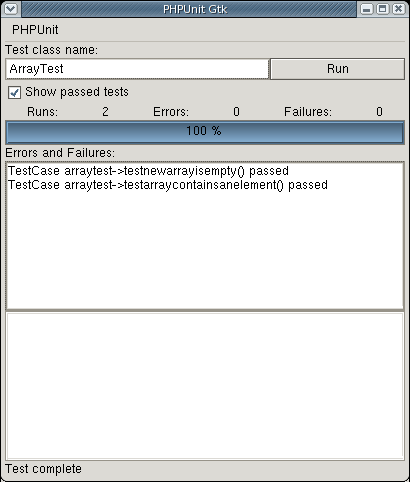 PHPUnit Gtk
PHPUnit
Test class name:
ArrayTest Run
Show passed tests
Runs: 2 Errors: 0 Failures: 0
100 %
Errors and Failures:
TestCase arraytest->testnewarrayisempty() passed
TestCase arraytest->testarraycontainsanelement() passed
Test complete